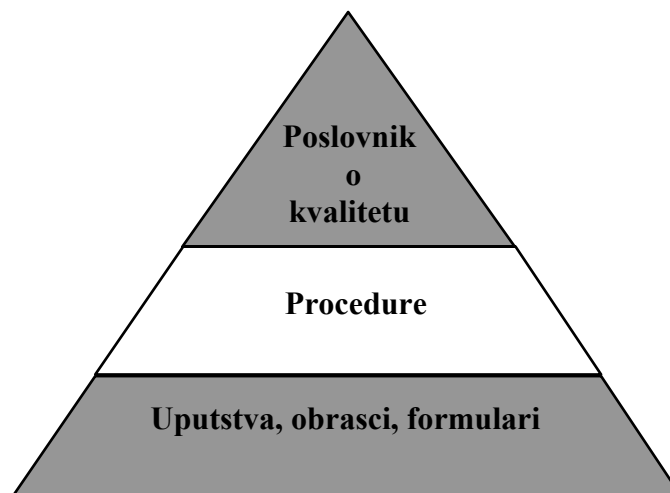 Poslovnik
o
kvalitetu
Procedure
Uputstva, obrasci, formulari